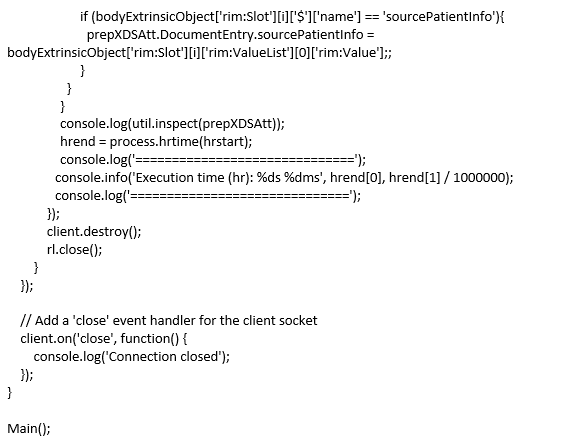 if (bodyExtrinsicObject['rim:Slot'][i]['$']['name'] == 'sourcePatientInfo'){
prepXDSAtt.DocumentEntry.sourcePatientInfo =
bodyExtrinsicObject['rim:Slot'][i]['rim:ValueList'][0]['rim:Value'];;
}
}
}
console.log(util.inspect(prepXDSAtt));
hrend = process.hrtime(hrstart);
console.log('==============================');
console.info('Execution time (hr): %ds %dms', hrend[0], hrend[1] / 1000000);
console.log('==============================');
});
client.destroy();
rl.close();
}
});
// Add a 'close' event handler for the client socket
client.on('close', function() {
console.log('Connection closed');
});
}
Main();